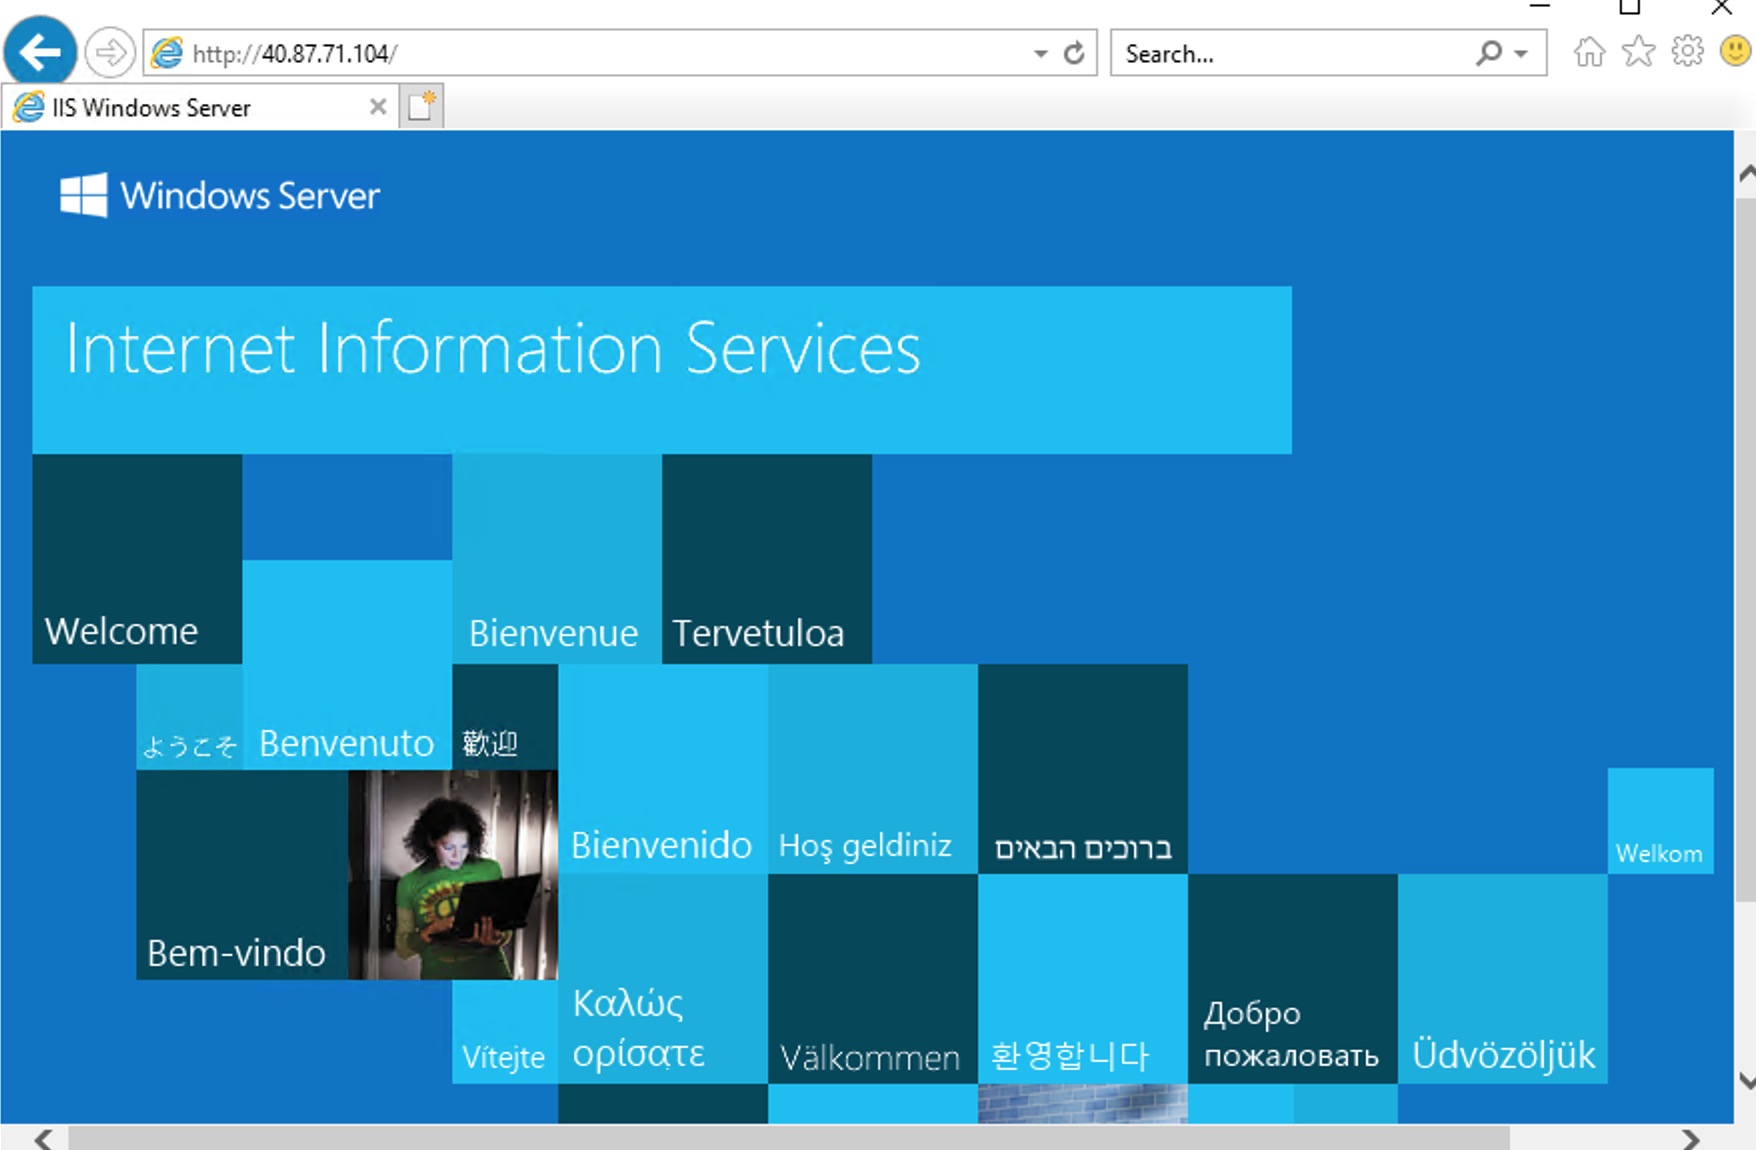 http://40.87.71.104/
Search...
IIS Windows Server
Windows Server
Internet Information Services
Welcome
Bienvenue
Tervetuloa
ようこそ
Benvenuto
歡迎
Bienvenido
Hoş geldiniz
ברוכים הבאים
Welkom
Bem-vindo
Vítejte
Καλώς
ορίσατε
Välkommen
환영합니다
Добро
пожаловать
Üdvözöljük